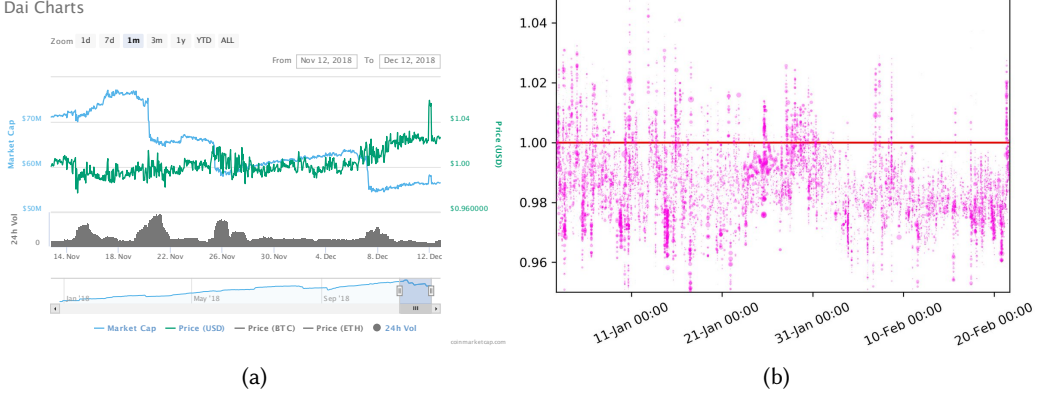 Dai Charts
Zoom 1d 7d 1m 3m 1y YTD ALL
From Nov 12, 2018 To Dec 12, 2018
Market Cap
$70M
$60M
$50M
24h Vol
0
$1.04
$1.00
$0.960000
Price (USD)
14. Nov 18. Nov 22. Nov 26. Nov 30. Nov 4. Dec 8. Dec 12. Dec
Jan '18 May '18 Sep '18
Market Cap Price (USD) Price (BTC) Price (ETH) 24h Vol
coinmarketcap.com
(a)
1.04
1.02
1.00
0.98
0.96
11-Jan 00:00 21-Jan 00:00 31-Jan 00:00 10-Feb 00:00 20-Feb 00:00
(b)